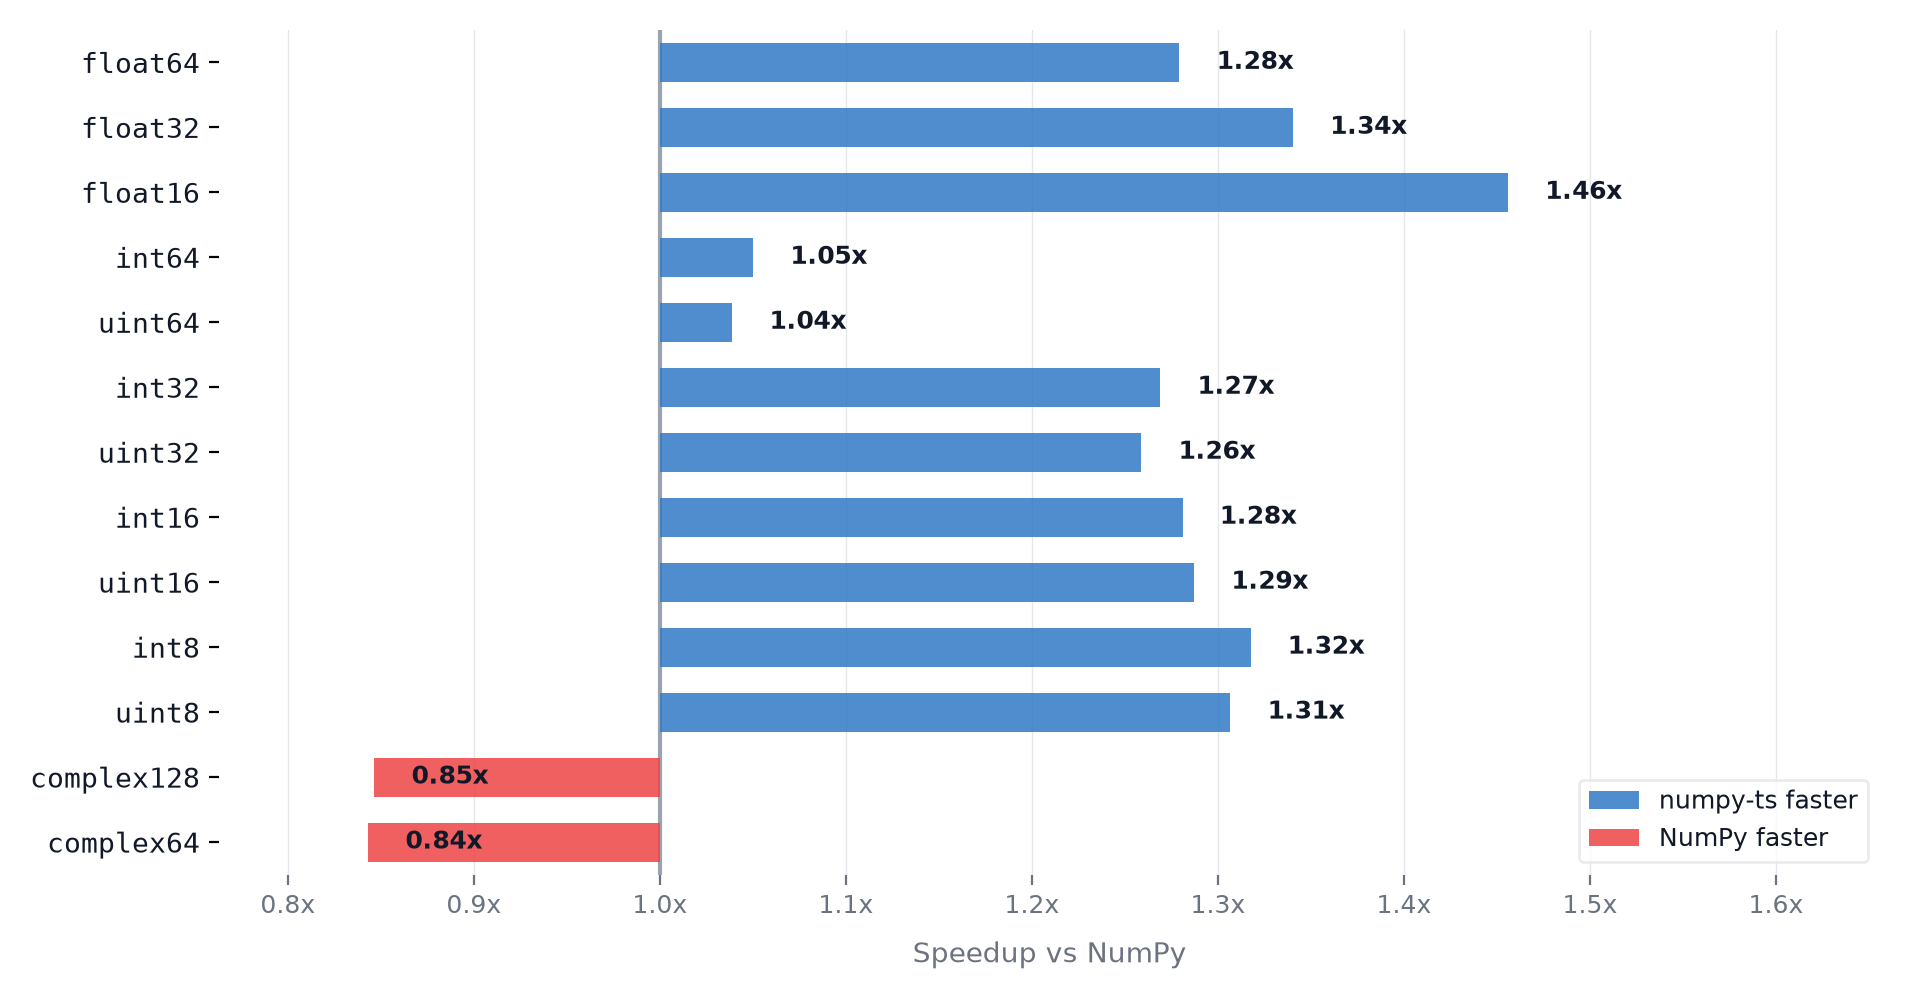 float64 1.28x
float32 1.34x
float16 1.46x
int64 1.05x
uint64 1.04x
int32 1.27x
uint32 1.26x
int16 1.28x
uint16 1.29x
int8 1.32x
uint8 1.31x
complex128 0.85x
numpy-ts faster
complex64 0.84x
NumPy faster
0.8x 0.9x 1.0x 1.1x 1.2x 1.3x 1.4x 1.5x 1.6x
Speedup vs NumPy